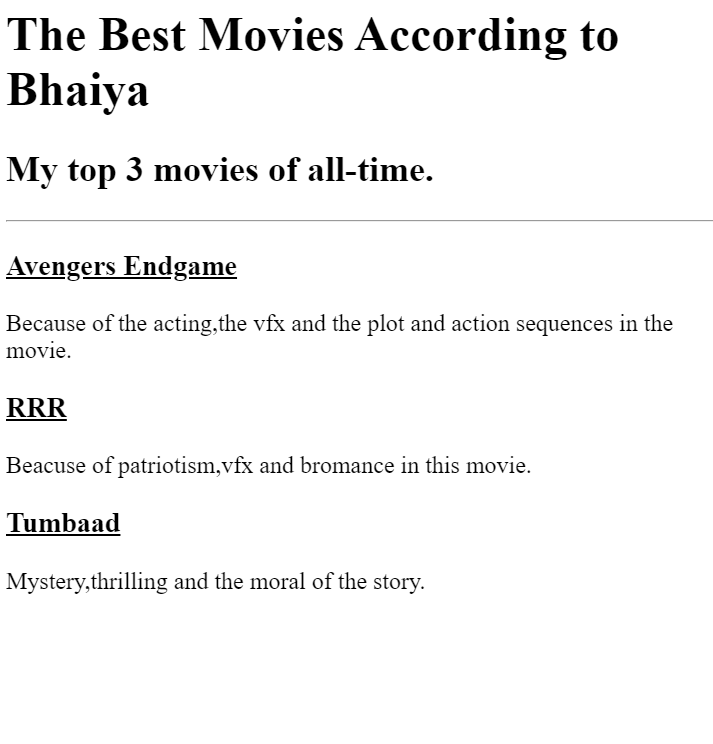 The Best Movies According to
Bhaiya
My top 3 movies of all-time.
Avengers Endgame
Because of the acting,the vfx and the plot and action sequences in the
movie.
RRR
Beacuse of patriotism,vfx and bromance in this movie.
Tumbaad
Mystery,thrilling and the moral of the story.